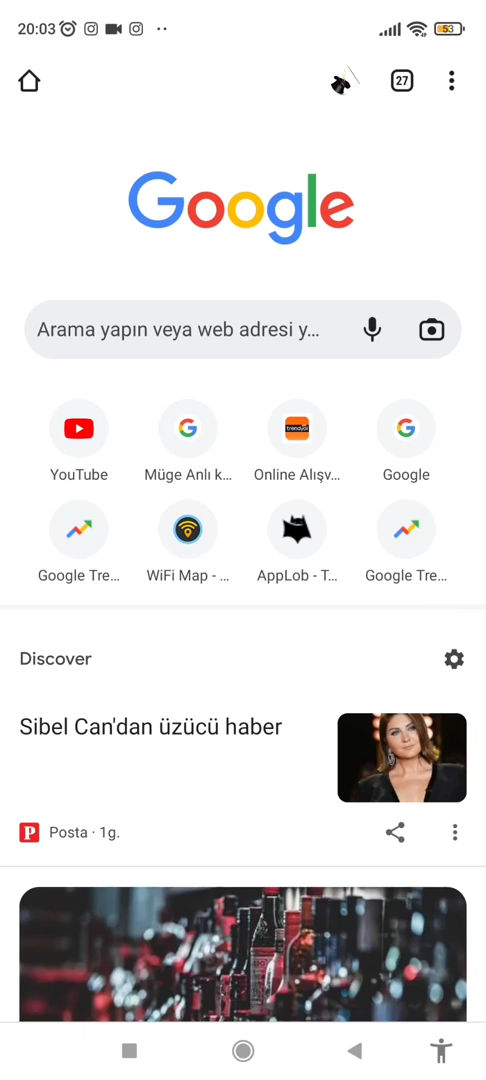 20:03
53
27
Google
Arama yapın veya web adresi y...
YouTube
Müge Anlı k...
Online Alışv...
Google
trendyol
Google Tre...
WiFi Map - ...
AppLob - T...
Google Tre...
Discover
Sibel Can'dan üzücü haber
P
Posta · 1g.